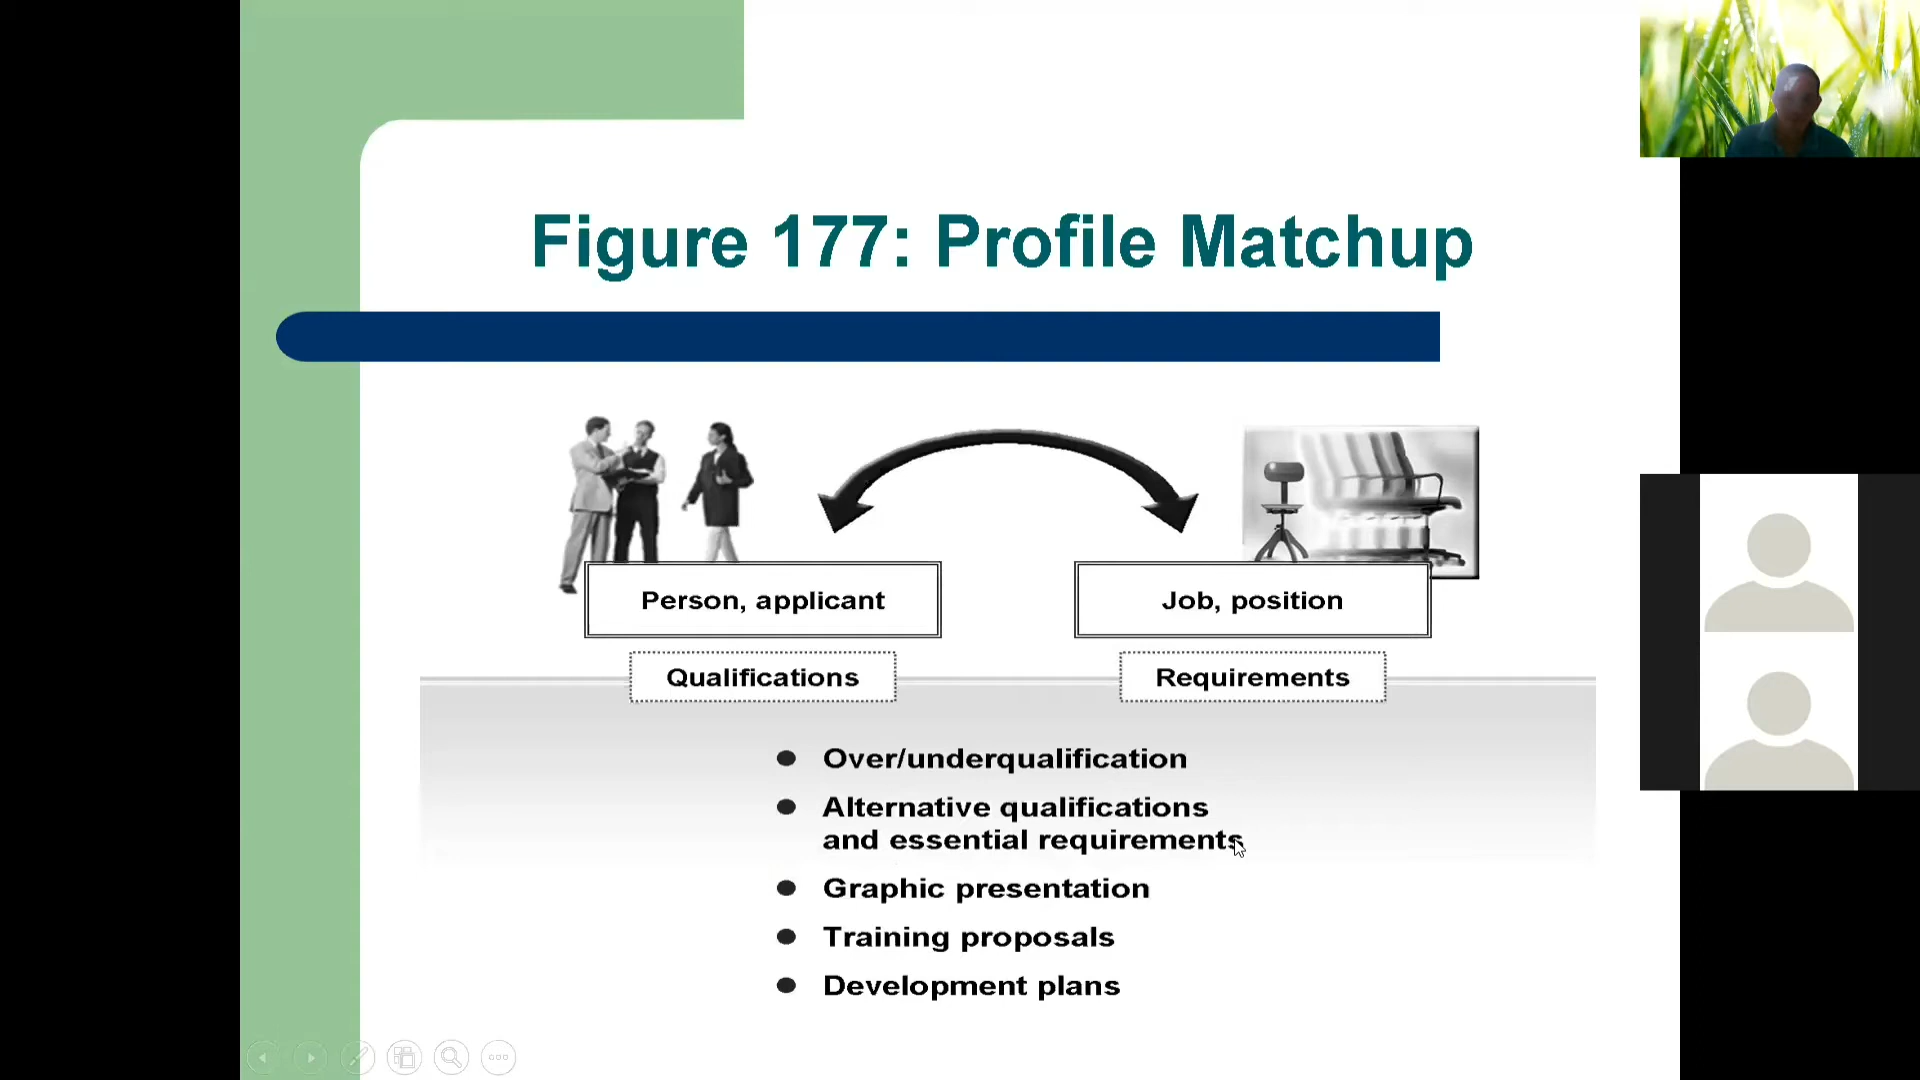 Figure 177: Profile Matchup
Person, applicant
Job, position
Qualifications
Requirements
Over/underqualification
Alternative qualifications
and essential requirements
Graphic presentation
Training proposals
Development plans